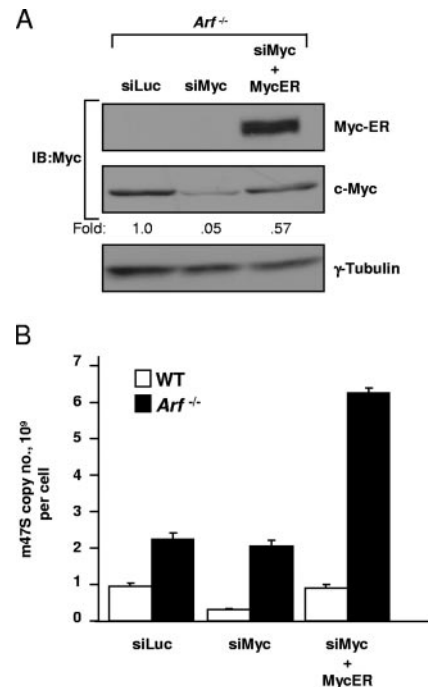 A
Arf -/-
siLuc
siMyc
siMyc
+
MycER
IB:Myc
Myc-ER
c-Myc
Fold: 1.0 .05 .57
γ-Tubulin
B
m47S copy no., 10⁹
per cell
7
6
5
4
3
2
1
0
WT
Arf -/-
siLuc
siMyc
siMyc
+
MycER